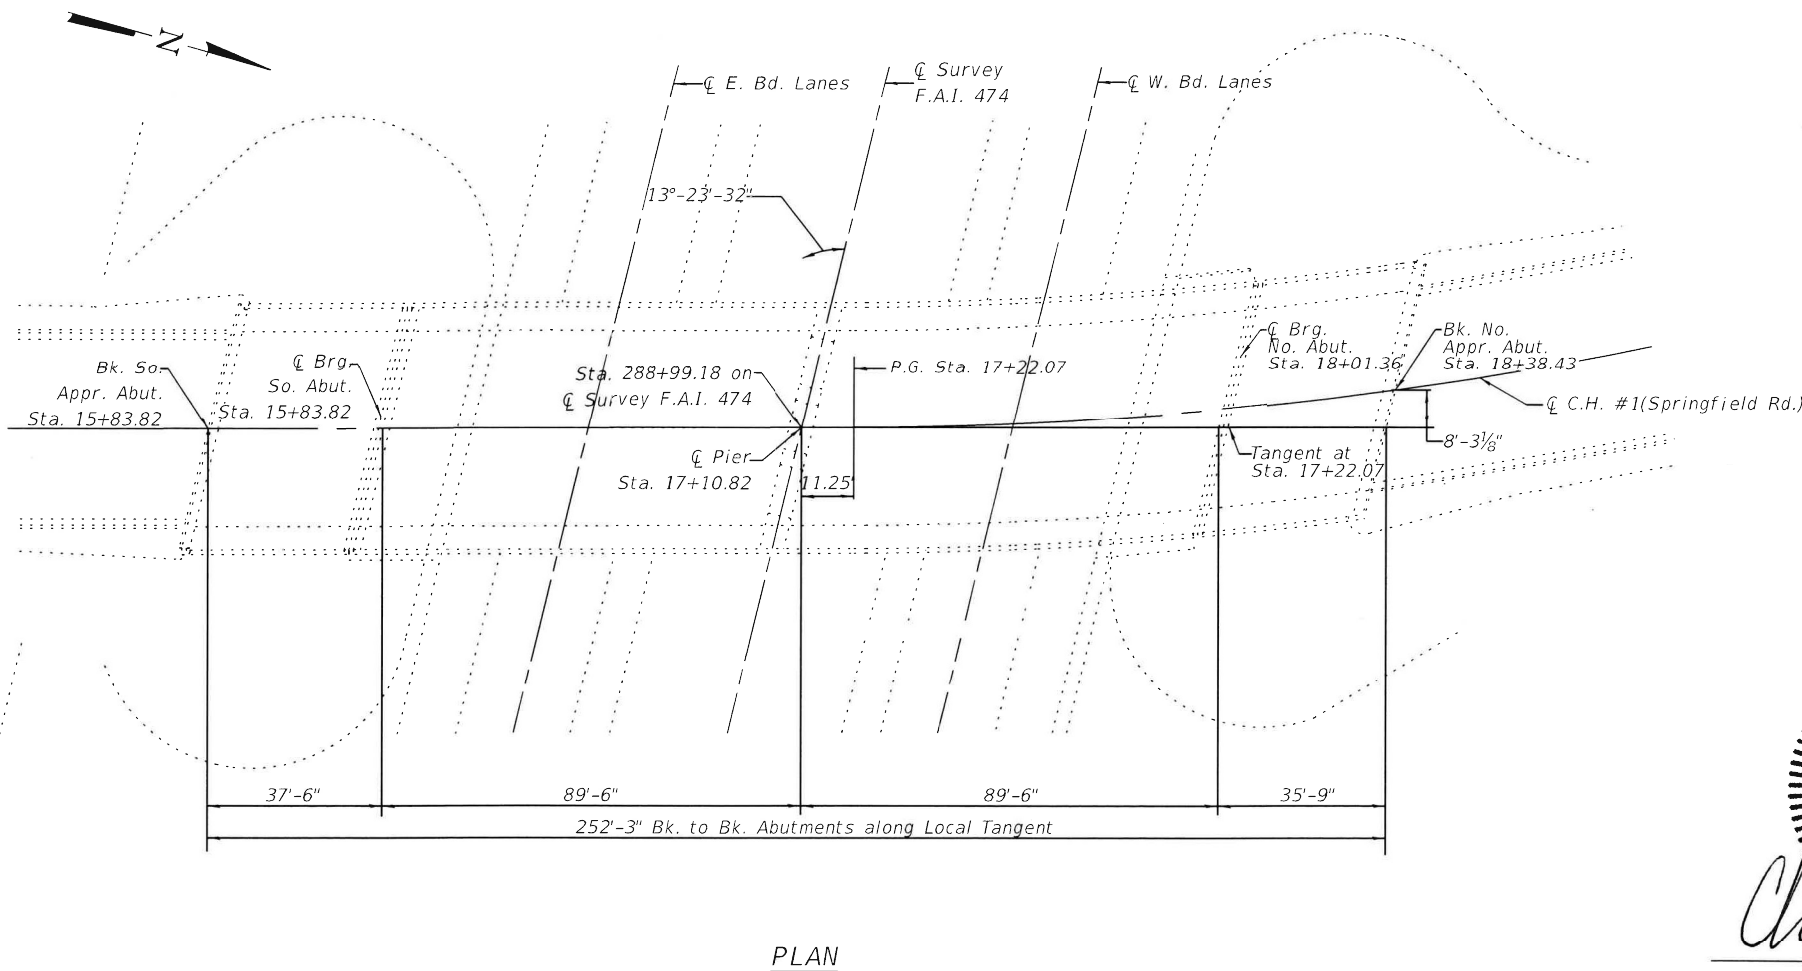 N
℄ E. Bd. Lanes
℄ Survey
F.A.I. 474
℄ W. Bd. Lanes
13°-23'-32"
Bk. So.
Appr. Abut.
Sta. 15+83.82
℄ Brg.
So. Abut.
Sta. 15+83.82
Sta. 288+99.18 on
℄ Survey F.A.I. 474
P.G. Sta. 17+22.07
℄ Brg.
No. Abut.
Sta. 18+01.36
Bk. No.
Appr. Abut.
Sta. 18+38.43
℄ C.H. #1(Springfield Rd.)
8'-3⅛"
℄ Pier
Sta. 17+10.82
11.25'
Tangent at
Sta. 17+22.07
37'-6"
89'-6"
89'-6"
35'-9"
252'-3" Bk. to Bk. Abutments along Local Tangent
PLAN